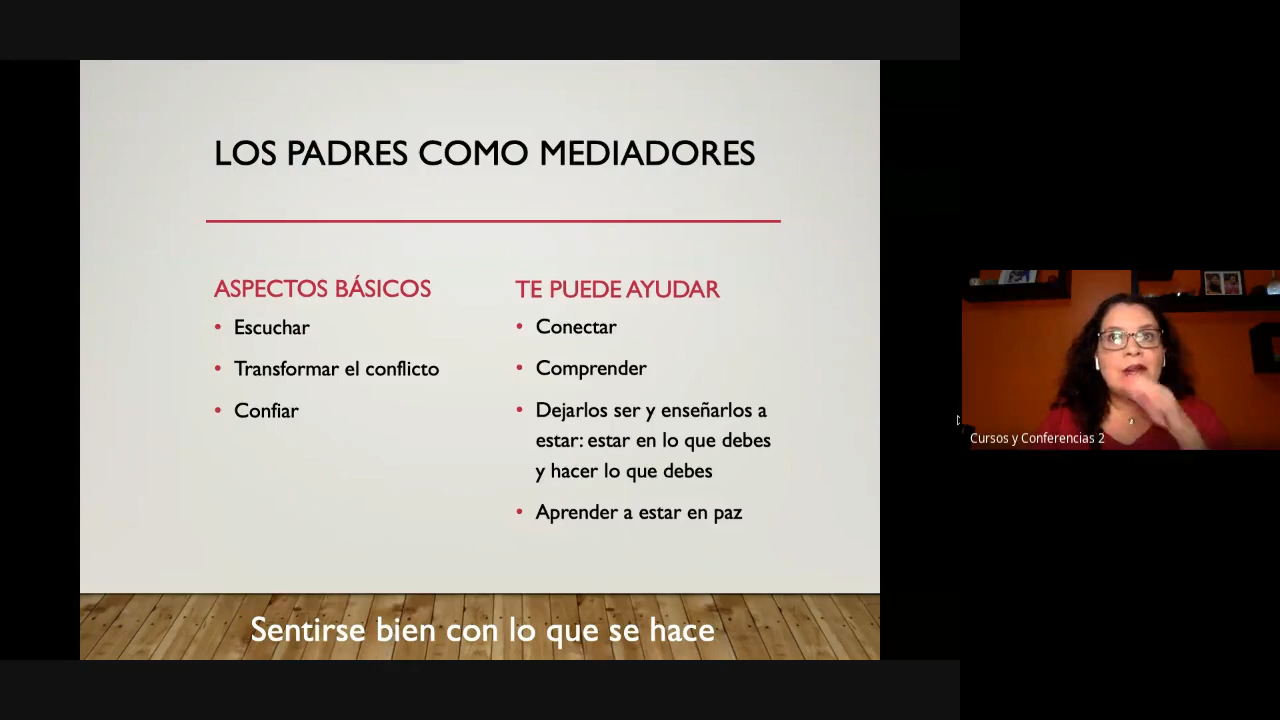 LOS PADRES COMO MEDIADORES
ASPECTOS BÁSICOS
• Escuchar
• Transformar el conflicto
• Confiar
TE PUEDE AYUDAR
• Conectar
• Comprender
• Dejarlos ser y enseñarlos a
estar: estar en lo que debes
y hacer lo que debes
• Aprender a estar en paz
Sentirse bien con lo que se hace
Cursos y Conferencias 2